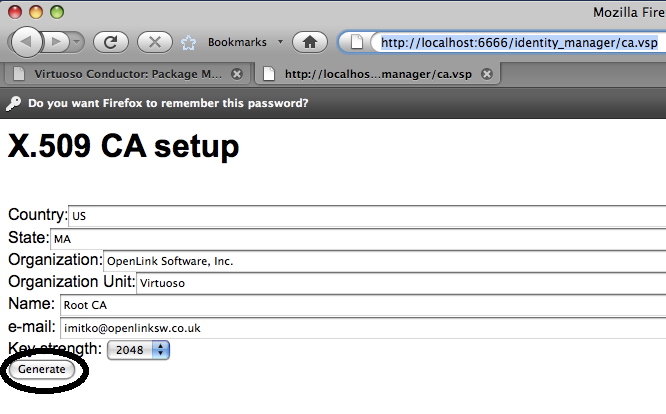 Mozilla Fire
Bookmarks
http://localhost:6666/identity_manager/ca.vsp
Virtuoso Conductor: Package M...
http://localhos...manager/ca.vsp
Do you want Firefox to remember this password?
X.509 CA setup
Country: US
State: MA
Organization: OpenLink Software, Inc.
Organization Unit: Virtuoso
Name: Root CA
e-mail: imitko@openlinksw.co.uk
Key strength: 2048
Generate